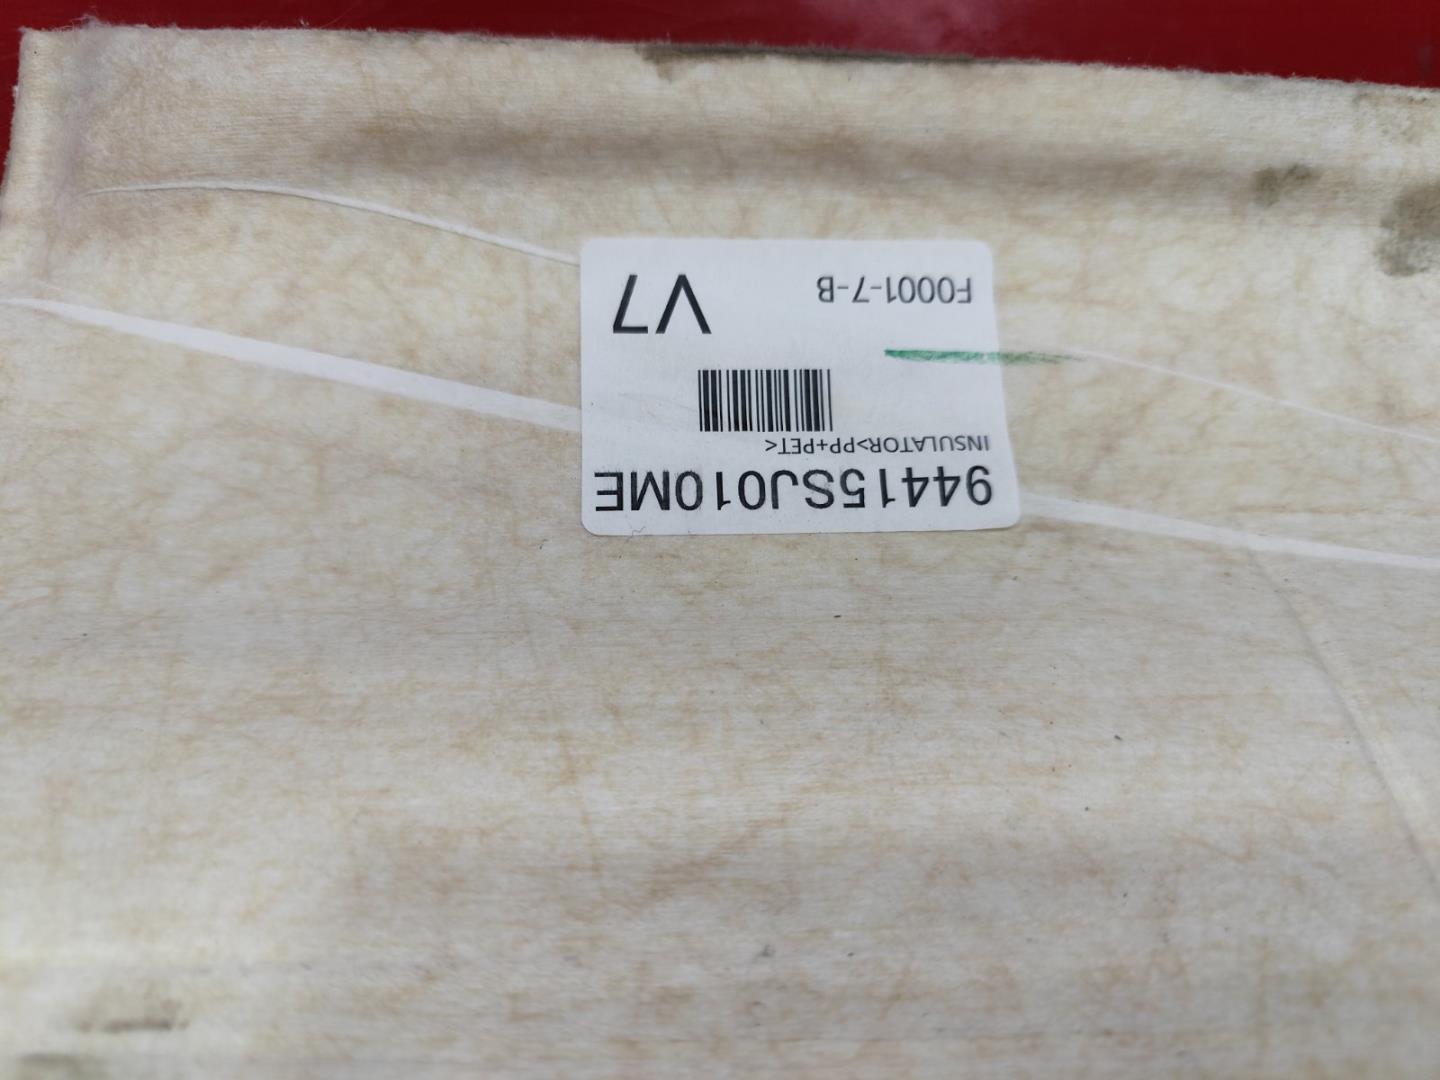 94415SJ010ME
INSULATOR>PP+PET<
V7
F0001-7-B